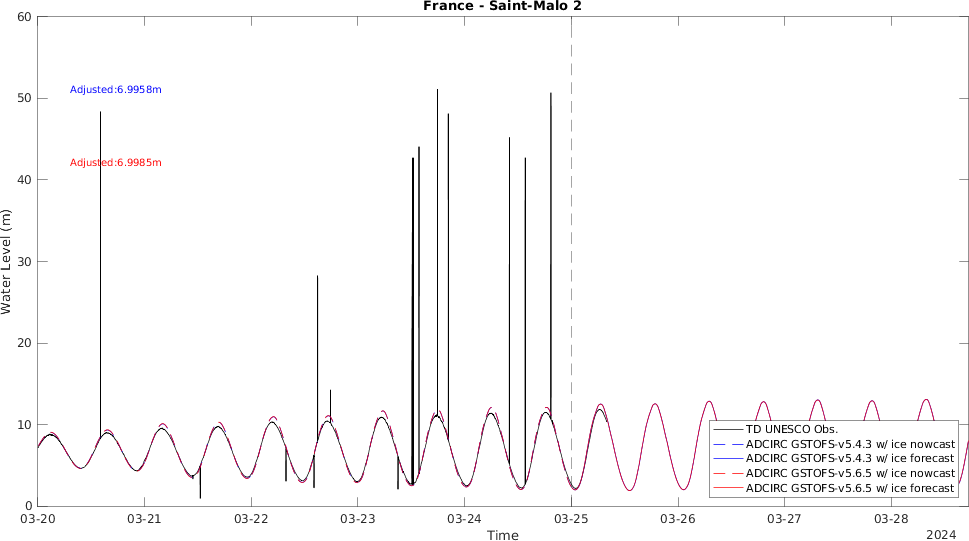 France - Saint-Malo 2
60
50
40
30
20
10
0
Water Level (m)
Adjusted:6.9958m
Adjusted:6.9985m
TD UNESCO Obs.
ADCIRC GSTOFS-v5.4.3 w/ ice nowcast
ADCIRC GSTOFS-v5.4.3 w/ ice forecast
ADCIRC GSTOFS-v5.6.5 w/ ice nowcast
ADCIRC GSTOFS-v5.6.5 w/ ice forecast
03-20 03-21 03-22 03-23 03-24 03-25 03-26 03-27 03-28
Time
2024